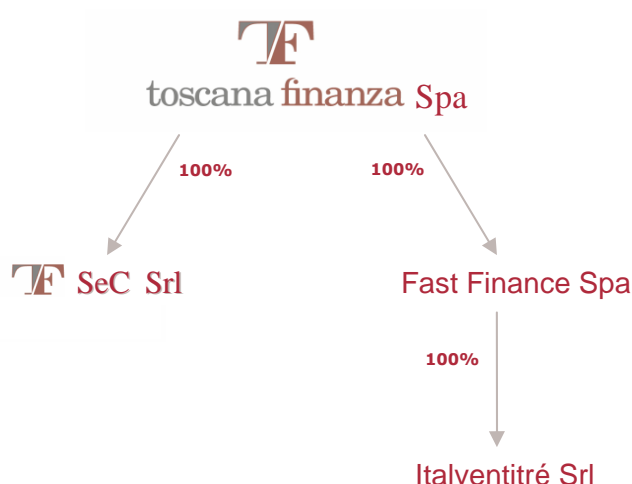 TF
toscana finanza Spa
100% 100%
TF SeC Srl Fast Finance Spa
100%
Italventitré Srl